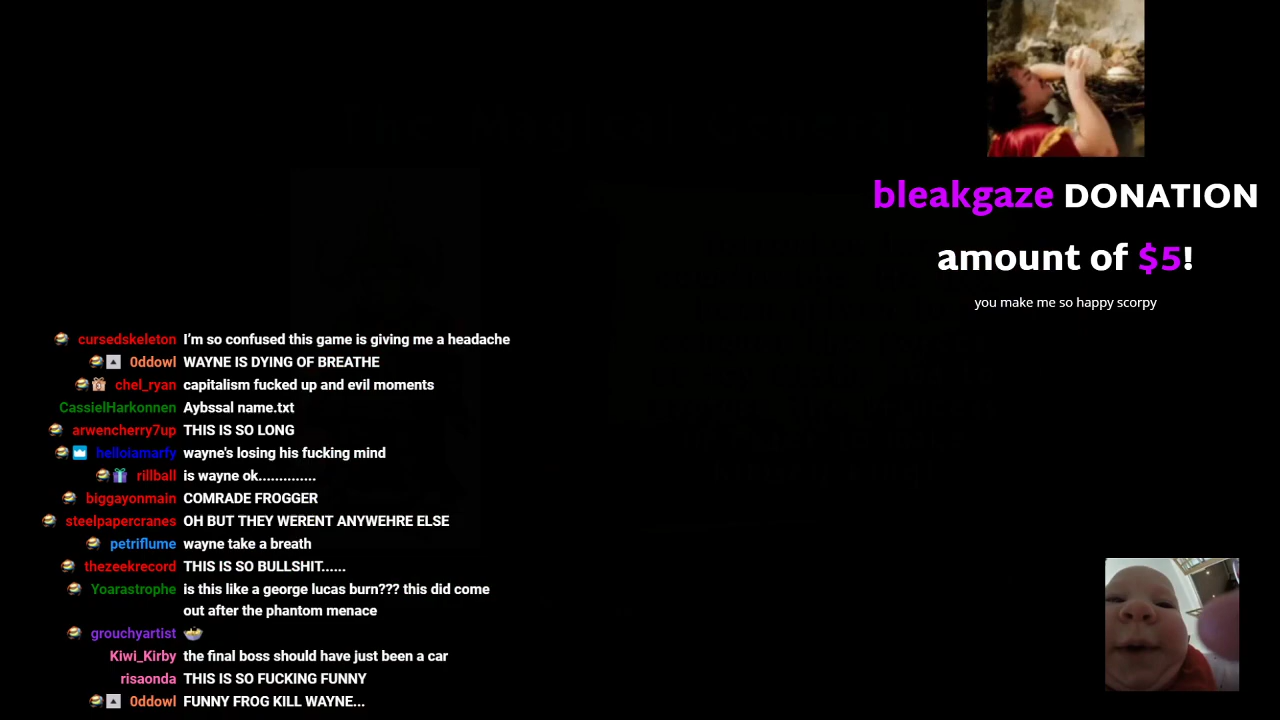 bleakgaze DONATION
amount of $5!
you make me so happy scorpy
cursedskeleton I'm so confused this game is giving me a headache
0ddowl WAYNE IS DYING OF BREATHE
chel_ryan capitalism fucked up and evil moments
CassielHarkonnen Aybssal name.txt
arwencherry7up THIS IS SO LONG
helloiamarfy wayne's losing his fucking mind
rillball is wayne ok..............
biggayonmain COMRADE FROGGER
steelpapercranes OH BUT THEY WERENT ANYWEHRE ELSE
petriflume wayne take a breath
thezeekrecord THIS IS SO BULLSHIT......
Yoarastrophe is this like a george lucas burn??? this did come
out after the phantom menace
grouchyartist
Kiwi_Kirby the final boss should have just been a car
risaonda THIS IS SO FUCKING FUNNY
0ddowl FUNNY FROG KILL WAYNE...